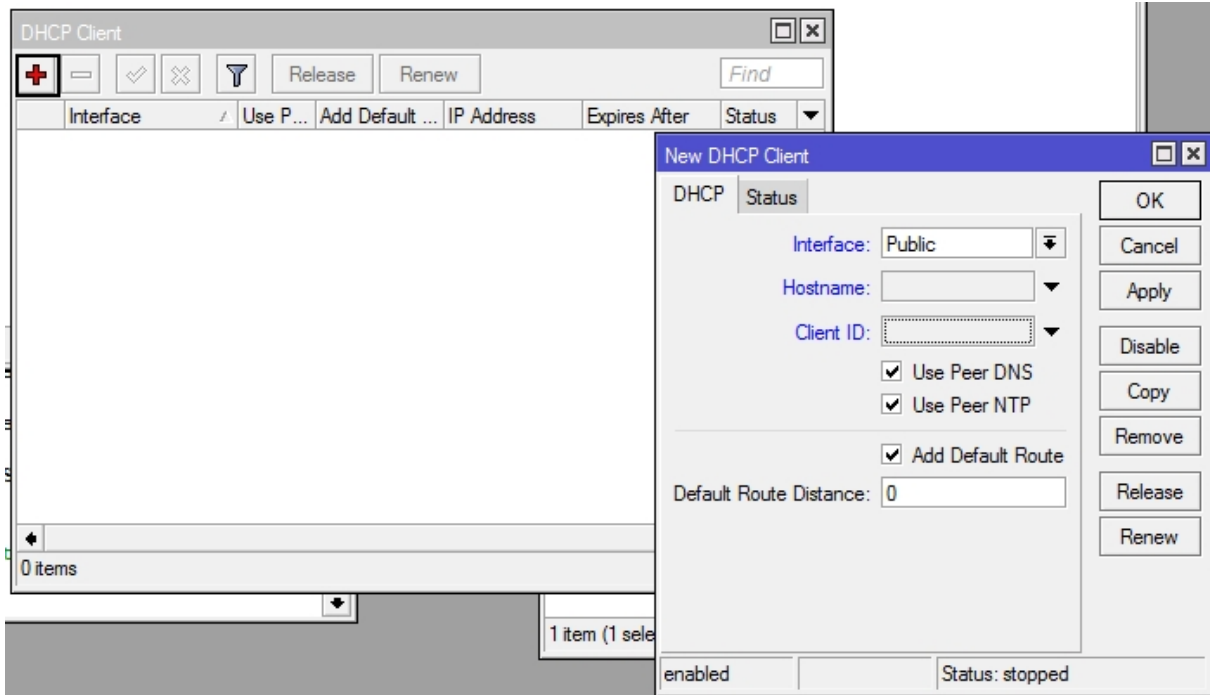 DHCP Client
Release Renew Find
Interface Use P... Add Default ... IP Address Expires After Status
0 items
1 item (1 sele
New DHCP Client
DHCP Status
Interface: Public
Hostname:
Client ID:
Use Peer DNS
Use Peer NTP
Add Default Route
Default Route Distance: 0
OK
Cancel
Apply
Disable
Copy
Remove
Release
Renew
enabled Status: stopped